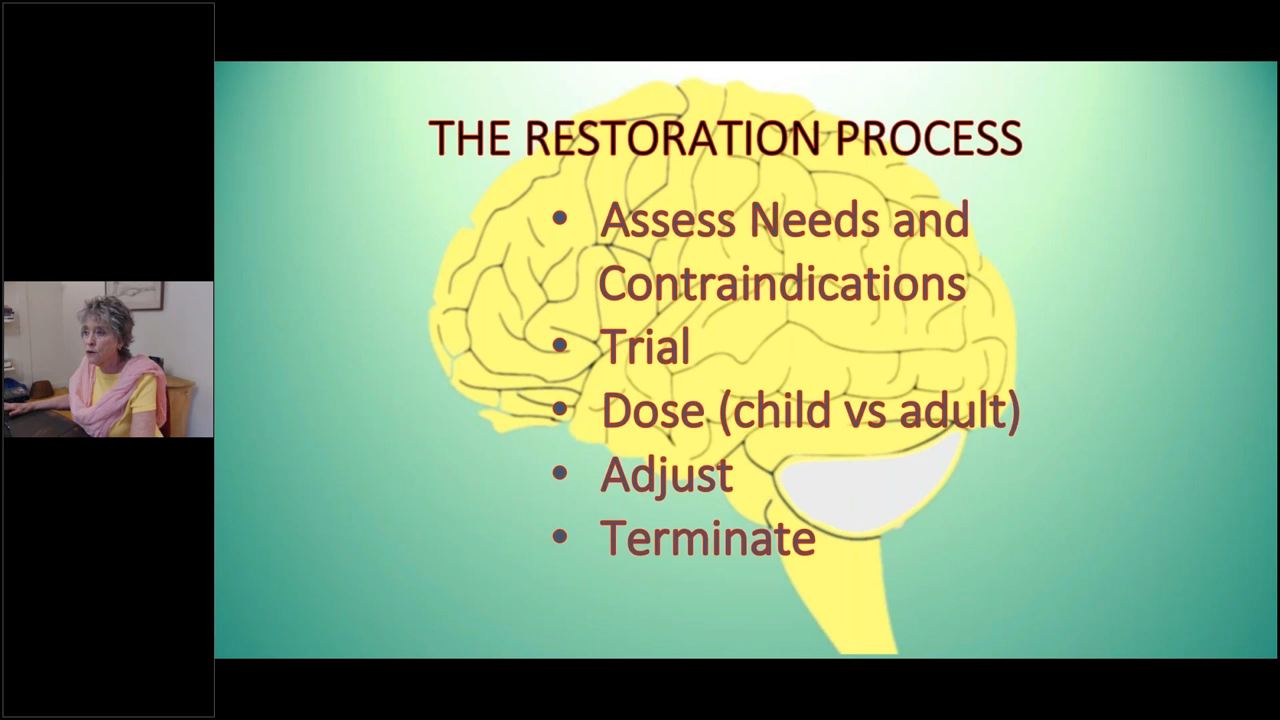 THE RESTORATION PROCESS
• Assess Needs and
Contraindications
• Trial
• Dose (child vs adult)
• Adjust
• Terminate